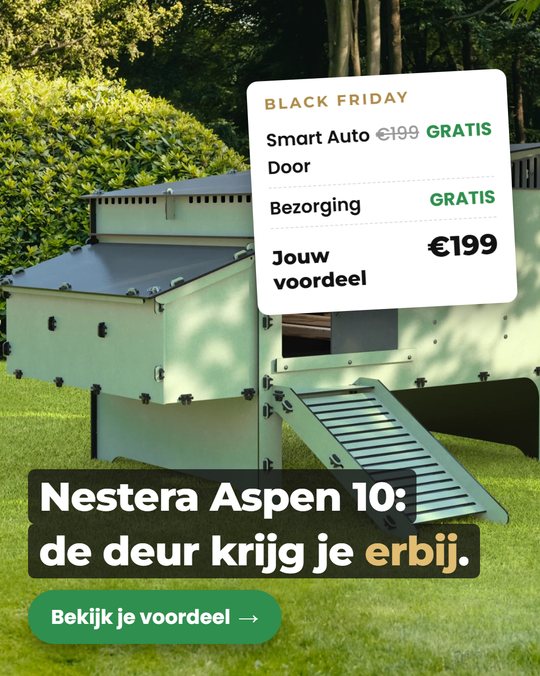 BLACK FRIDAY
Smart Auto Door €199 GRATIS
Bezorging GRATIS
Jouw voordeel €199
Nestera Aspen 10:
de deur krijg je erbij.
Bekijk je voordeel →